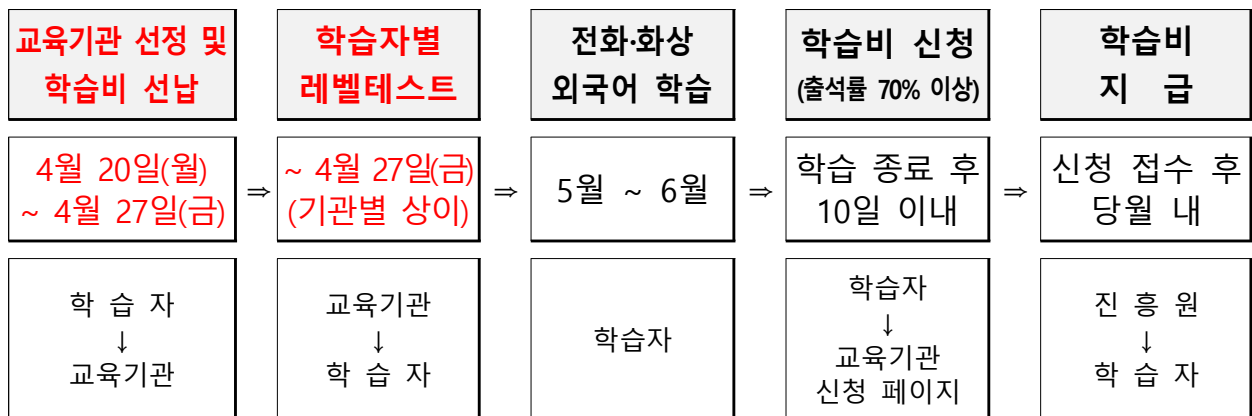 교육기관 선정 및
학습비 선납
학습자별
레벨테스트
전화·화상
외국어 학습
학습비 신청
(출석률 70% 이상)
학습비
지 급
4월 20일(월)
~ 4월 27일(금)
⇒
~ 4월 27일(금)
(기관별 상이)
⇒
5월 ~ 6월
⇒
학습 종료 후
10일 이내
⇒
신청 접수 후
당월 내
학 습 자
↓
교육기관
교육기관
↓
학 습 자
학습자
학습자
↓
교육기관
신청 페이지
진 흥 원
↓
학 습 자